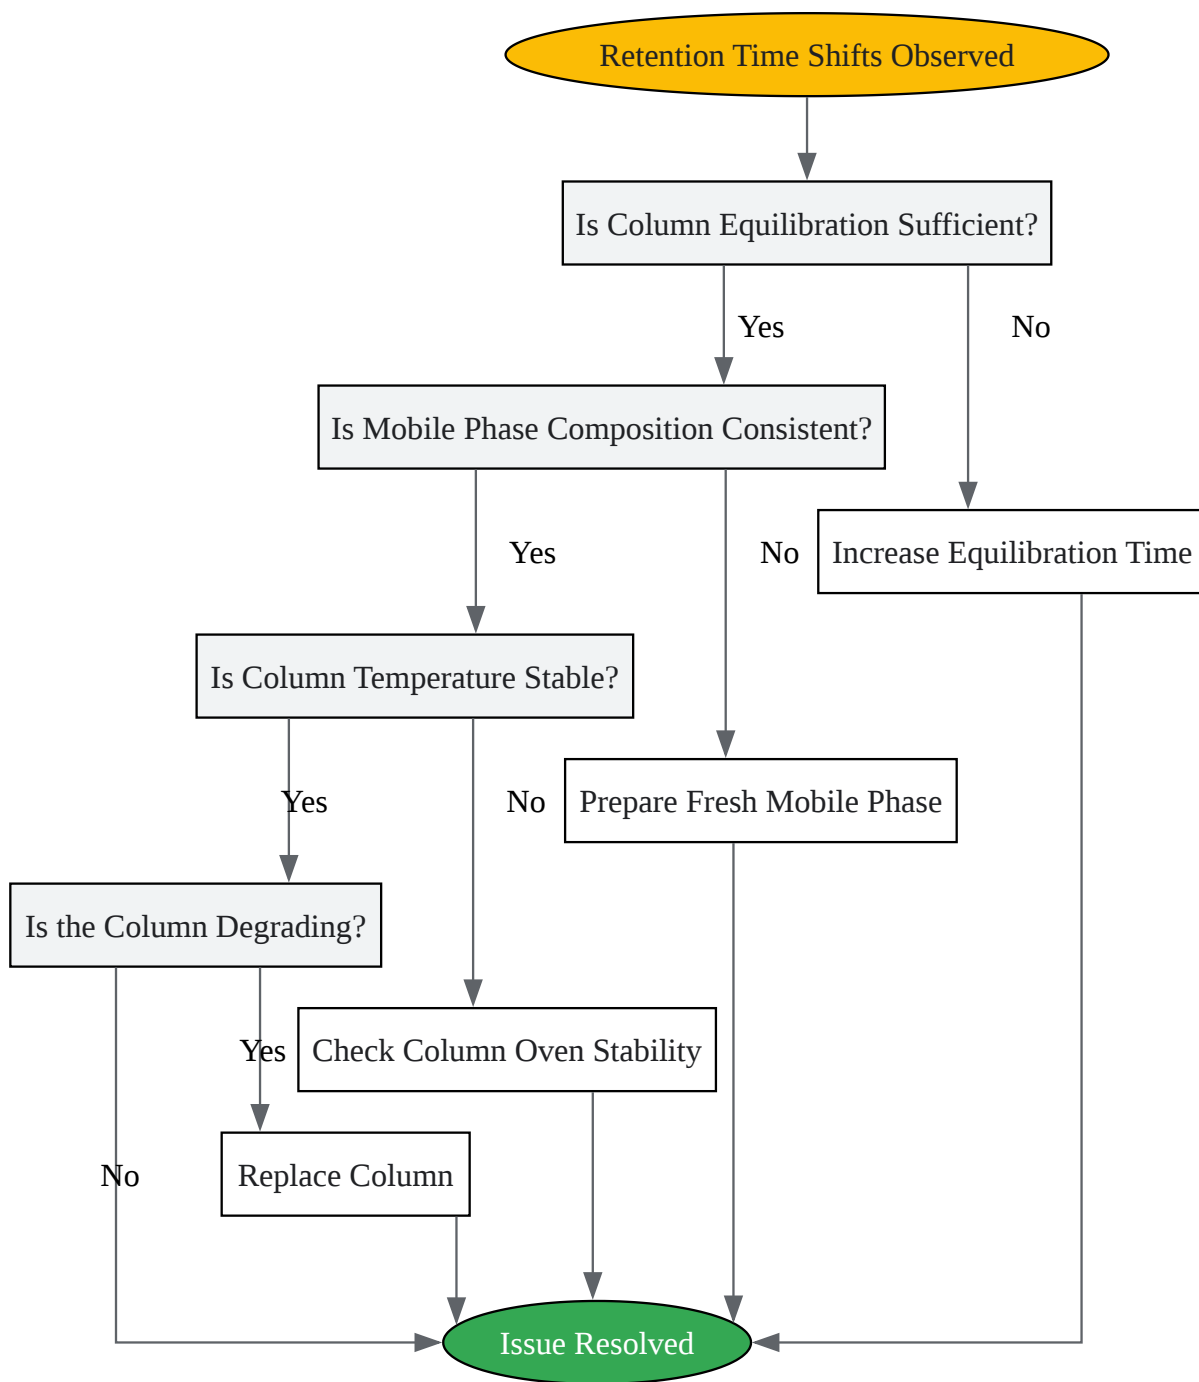 Retention Time Shifts Observed
Is Column Equilibration Sufficient?
Yes
No
Is Mobile Phase Composition Consistent?
Yes
No
Increase Equilibration Time
Is Column Temperature Stable?
Yes
No
Prepare Fresh Mobile Phase
Is the Column Degrading?
Yes
Check Column Oven Stability
No
Replace Column
Issue Resolved